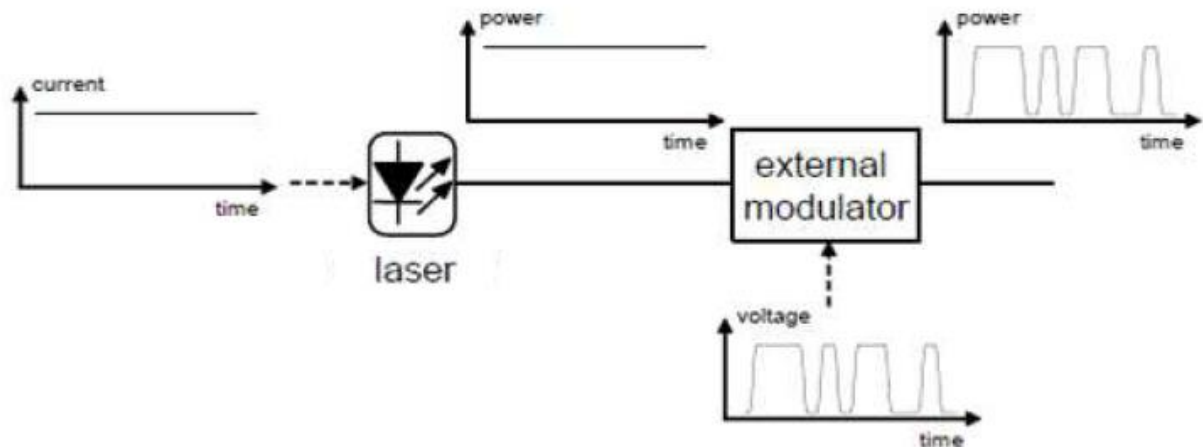 power
power
current
time
time
time
external
modulator
laser
voltage
time